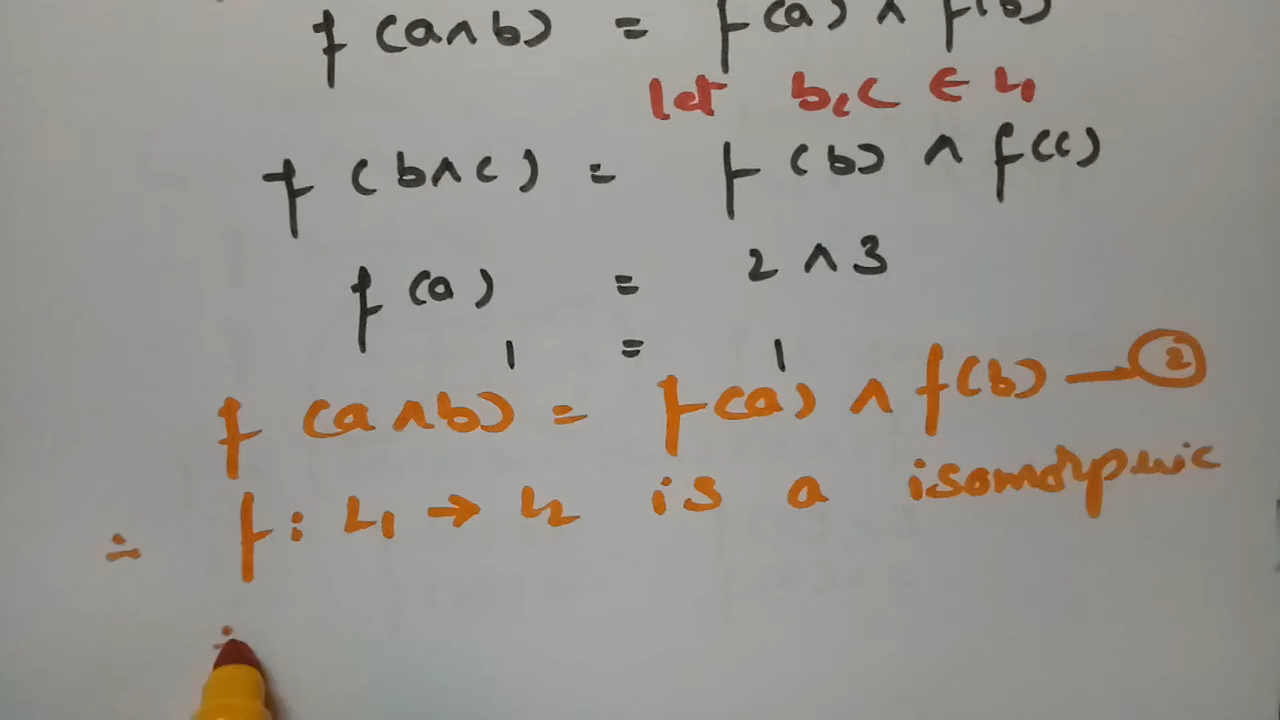 f (a∧b) = f(a) ∧ f(b)
let b,c ∈ L1
f (b∧c) = f (b) ∧ f(c)
f (a) = 2 ∧ 3
1 = 1
f (a∧b) = f(a) ∧ f(b) — ②
∴ f : L1 → L2 is a isomorphic